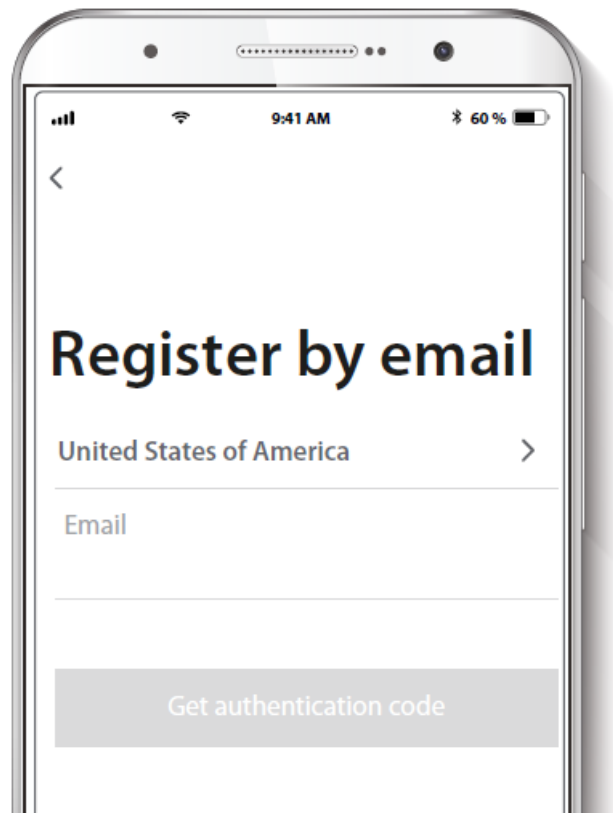 9:41 AM
60 %
Register by email
United States of America
Email
Get authentication code